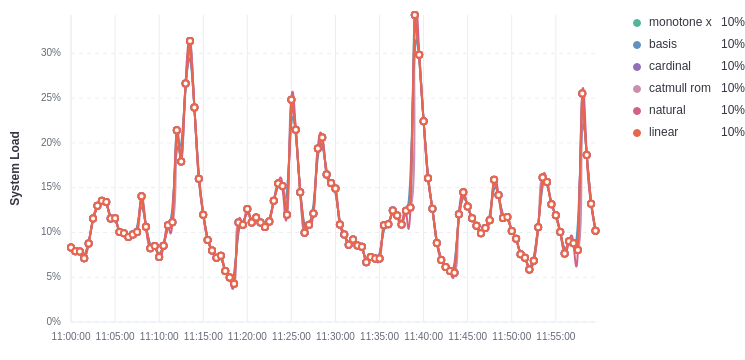 System Load
30%
25%
20%
15%
10%
5%
0%
11:00:00 11:05:00 11:10:00 11:15:00 11:20:00 11:25:00 11:30:00 11:35:00 11:40:00 11:45:00 11:50:00 11:55:00
monotone x 10%
basis 10%
cardinal 10%
catmull rom 10%
natural 10%
linear 10%